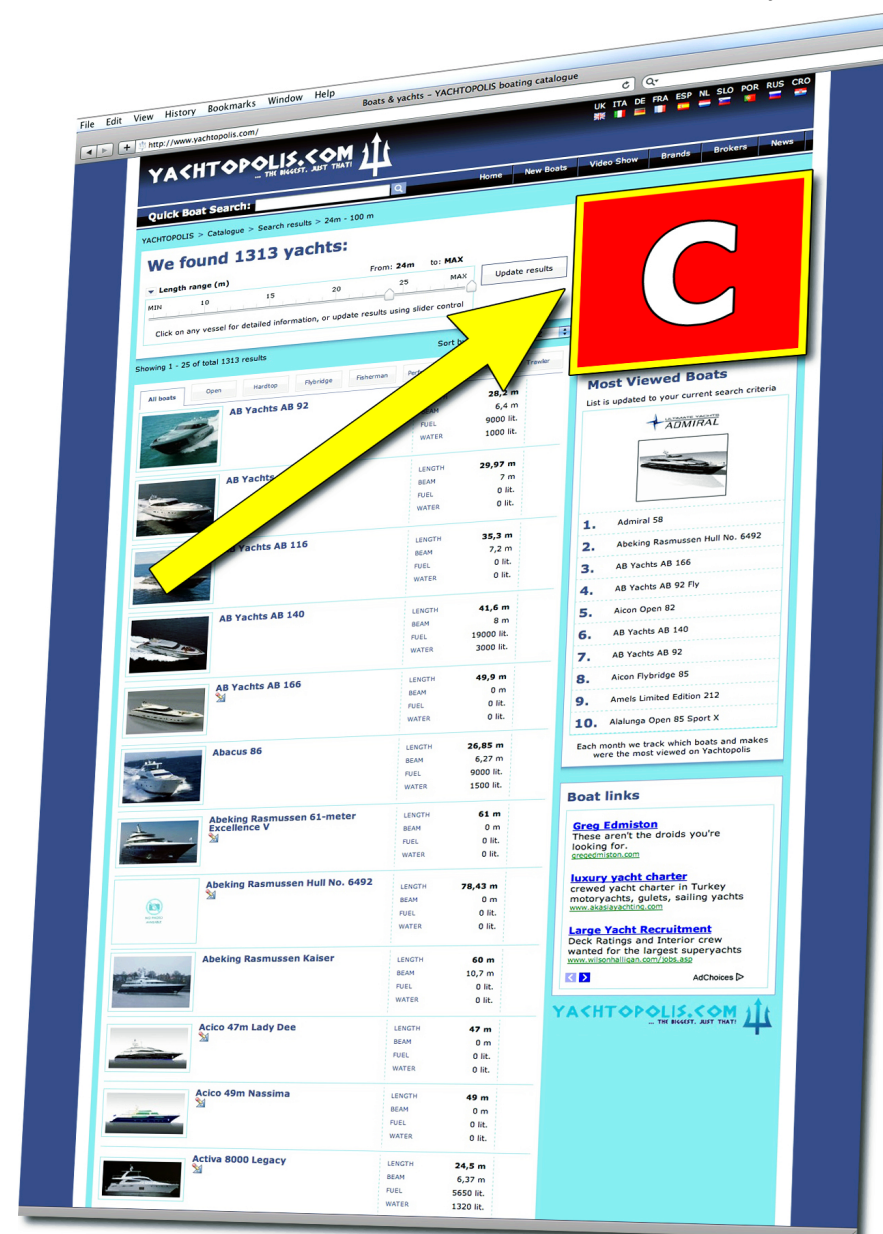 File Edit View History Bookmarks Window Help
Boats & yachts – YACHTOPOLIS boating catalogue
http://www.yachtopolis.com/
UK ITA DE FRA ESP NL SLO POR RUS CRO
YACHTOPOLIS.COM
... THE BIGGEST. JUST THAT!
Home New Boats Video Show Brands Brokers News
Quick Boat Search:
YACHTOPOLIS > Catalogue > Search results > 24m - 100 m
We found 1313 yachts:
From: 24m to: MAX
Update results
Length range (m)
MIN 10 15 20 25 MAX
Click on any vessel for detailed information, or update results using slider control
C
Showing 1 - 25 of total 1313 results
Sort
All boats Open Hardtop Flybridge Fisherman Trawler
AB Yachts AB 92
28,2 m
6,4 m
FUEL 9000 lit.
WATER 1000 lit.
AB Yachts
LENGTH 29,97 m
BEAM 7 m
FUEL 0 lit.
WATER 0 lit.
Yachts AB 116
LENGTH 35,3 m
BEAM 7,2 m
FUEL 0 lit.
WATER 0 lit.
AB Yachts AB 140
LENGTH 41,6 m
BEAM 8 m
FUEL 19000 lit.
WATER 3000 lit.
AB Yachts AB 166
LENGTH 49,9 m
BEAM 0 m
FUEL 0 lit.
WATER 0 lit.
Abacus 86
LENGTH 26,85 m
BEAM 6,27 m
FUEL 9000 lit.
WATER 1500 lit.
Abeking Rasmussen 61-meter
Excellence V
LENGTH 61 m
BEAM 0 m
FUEL 0 lit.
WATER 0 lit.
Abeking Rasmussen Hull No. 6492
LENGTH 78,43 m
BEAM 0 m
FUEL 0 lit.
WATER 0 lit.
Abeking Rasmussen Kaiser
LENGTH 60 m
BEAM 10,7 m
FUEL 0 lit.
WATER 0 lit.
Acico 47m Lady Dee
LENGTH 47 m
BEAM 0 m
FUEL 0 lit.
WATER 0 lit.
Acico 49m Nassima
LENGTH 49 m
BEAM 0 m
FUEL 0 lit.
WATER 0 lit.
Activa 8000 Legacy
LENGTH 24,5 m
BEAM 6,37 m
FUEL 5650 lit.
WATER 1320 lit.
Most Viewed Boats
List is updated to your current search criteria
ULTIMATE YACHTS
ADMIRAL
1. Admiral 58
2. Abeking Rasmussen Hull No. 6492
3. AB Yachts AB 166
4. AB Yachts AB 92 Fly
5. Aicon Open 82
6. AB Yachts AB 140
7. AB Yachts AB 92
8. Aicon Flybridge 85
9. Amels Limited Edition 212
10. Alalunga Open 85 Sport X
Each month we track which boats and makes
were the most viewed on Yachtopolis
Boat links
Greg Edmiston
These aren't the droids you're
looking for.
gregedmiston.com
luxury yacht charter
crewed yacht charter in Turkey
motoryachts, gulets, sailing yachts
www.akasiayachting.com
Large Yacht Recruitment
Deck Ratings and Interior crew
wanted for the largest superyachts
www.wilsonhalligan.com/jobs.asp
AdChoices
YACHTOPOLIS.COM
... THE BIGGEST. JUST THAT!